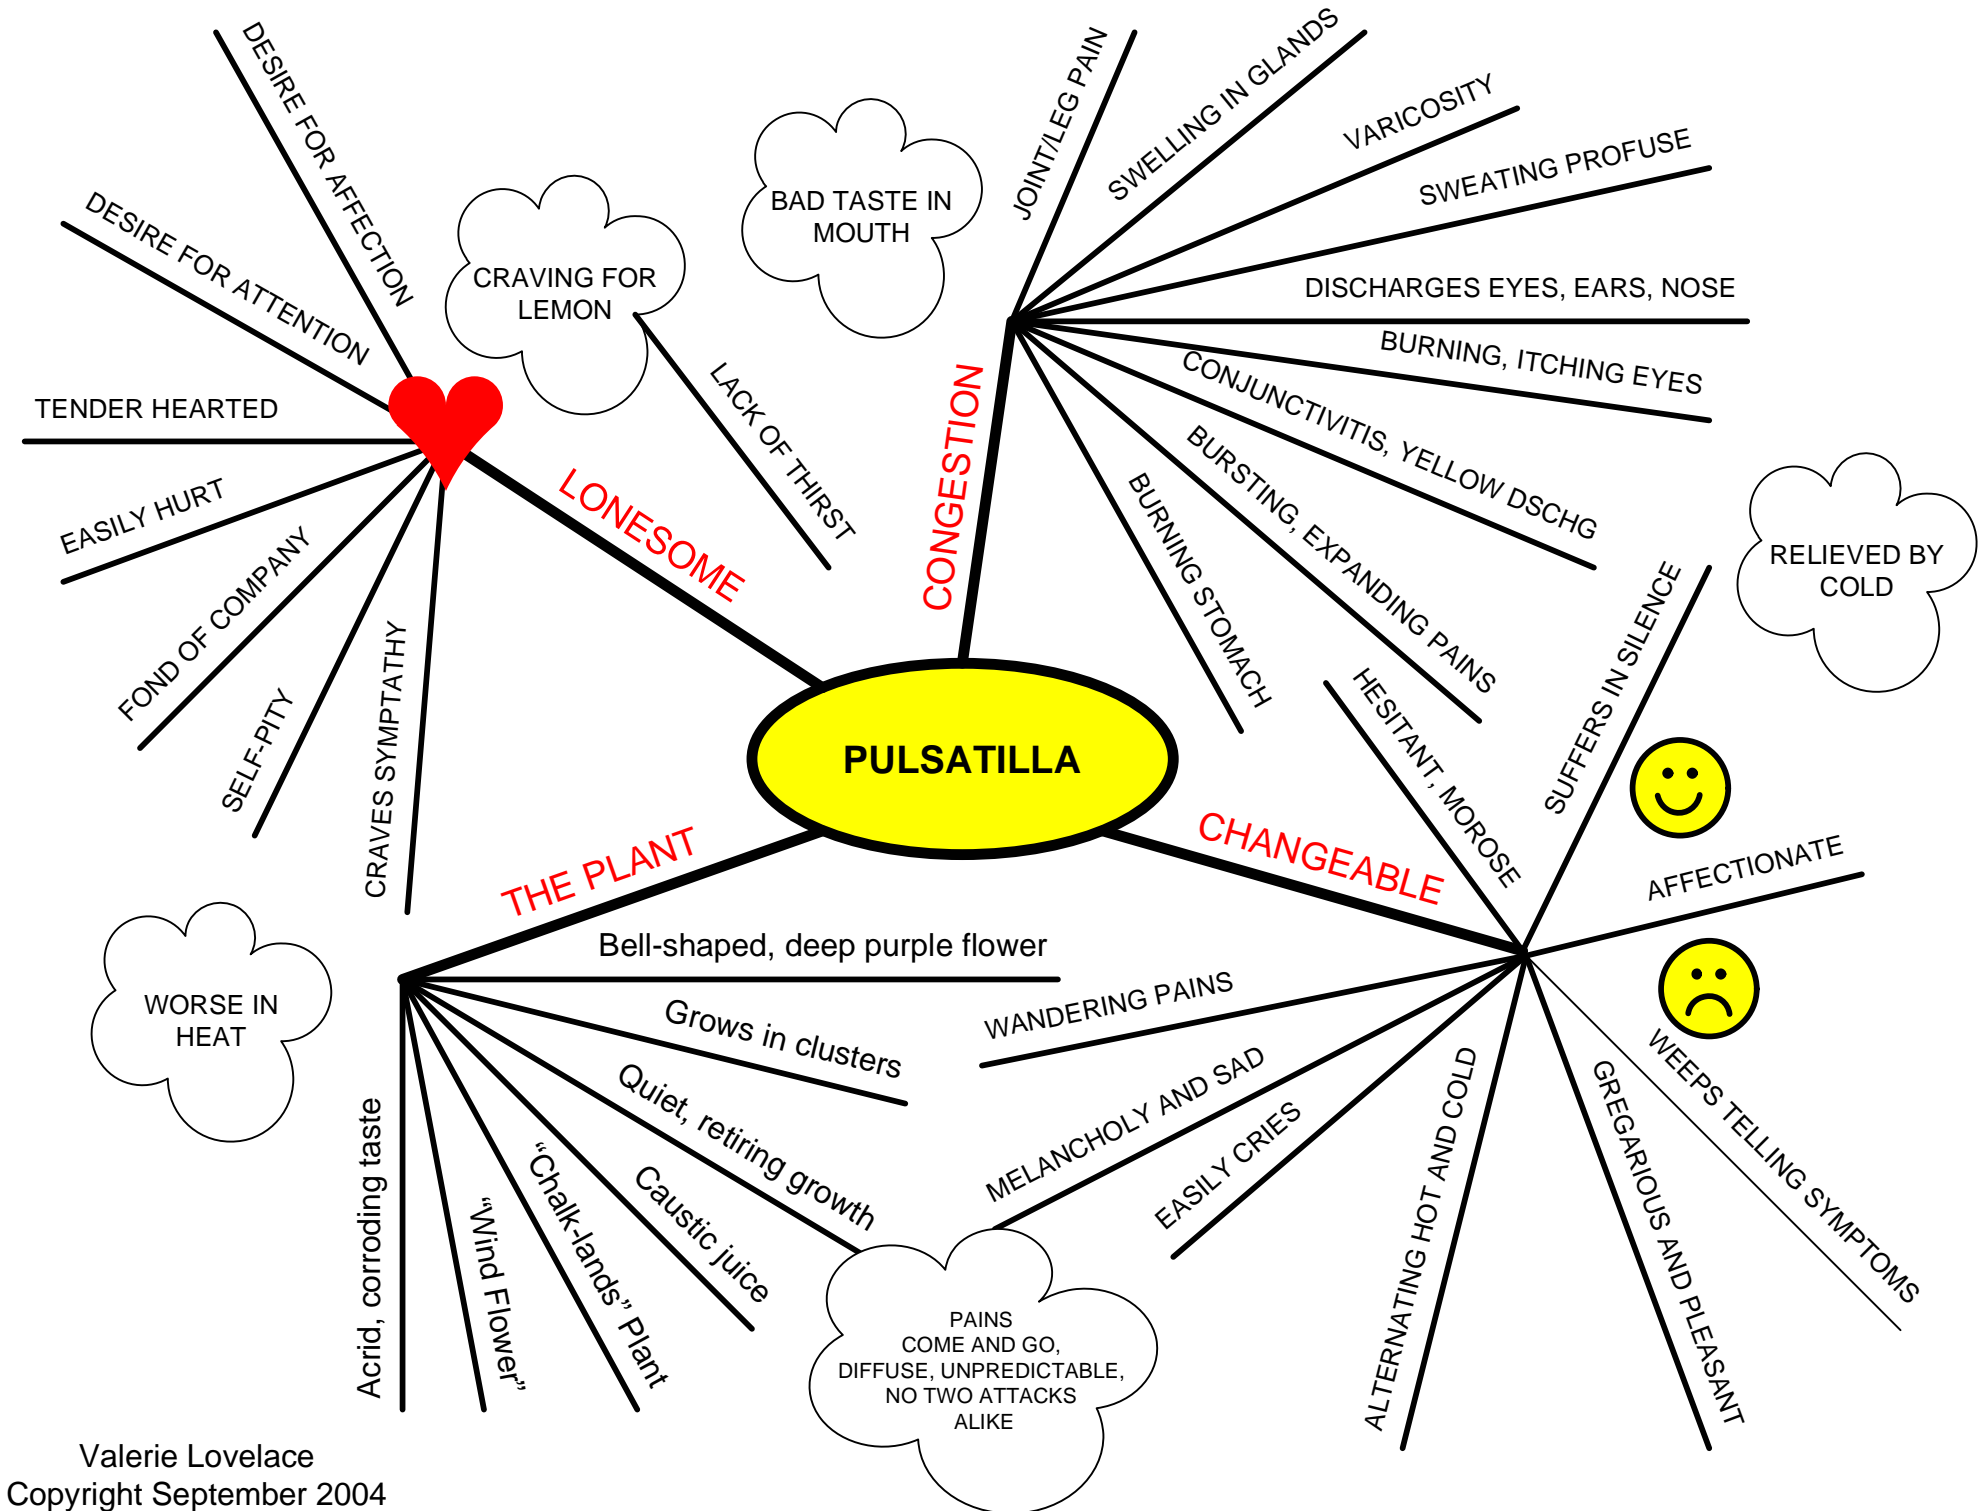 DESIRE FOR AFFECTION
DESIRE FOR ATTENTION
TENDER HEARTED
EASILY HURT
FOND OF COMPANY
SELF-PITY
CRAVES SYMPTATHY
LONESOME
CRAVING FOR
LEMON
LACK OF THIRST
BAD TASTE IN
MOUTH
CONGESTION
JOINT/LEG PAIN
SWELLING IN GLANDS
VARICOSITY
SWEATING PROFUSE
DISCHARGES EYES, EARS, NOSE
BURNING, ITCHING EYES
CONJUNCTIVITIS, YELLOW DSCHG
BURSTING, EXPANDING PAINS
BURNING STOMACH
RELIEVED BY
COLD
PULSATILLA
CHANGEABLE
HESITANT, MOROSE
SUFFERS IN SILENCE
AFFECTIONATE
WEEPS TELLING SYMPTOMS
GREGARIOUS AND PLEASANT
ALTERNATING HOT AND COLD
EASILY CRIES
MELANCHOLY AND SAD
WANDERING PAINS
THE PLANT
Bell-shaped, deep purple flower
Grows in clusters
Quiet, retiring growth
Caustic juice
“Chalk-lands” Plant
“Wind Flower”
Acrid, corroding taste
WORSE IN
HEAT
PAINS
COME AND GO,
DIFFUSE, UNPREDICTABLE,
NO TWO ATTACKS
ALIKE
Valerie Lovelace
Copyright September 2004